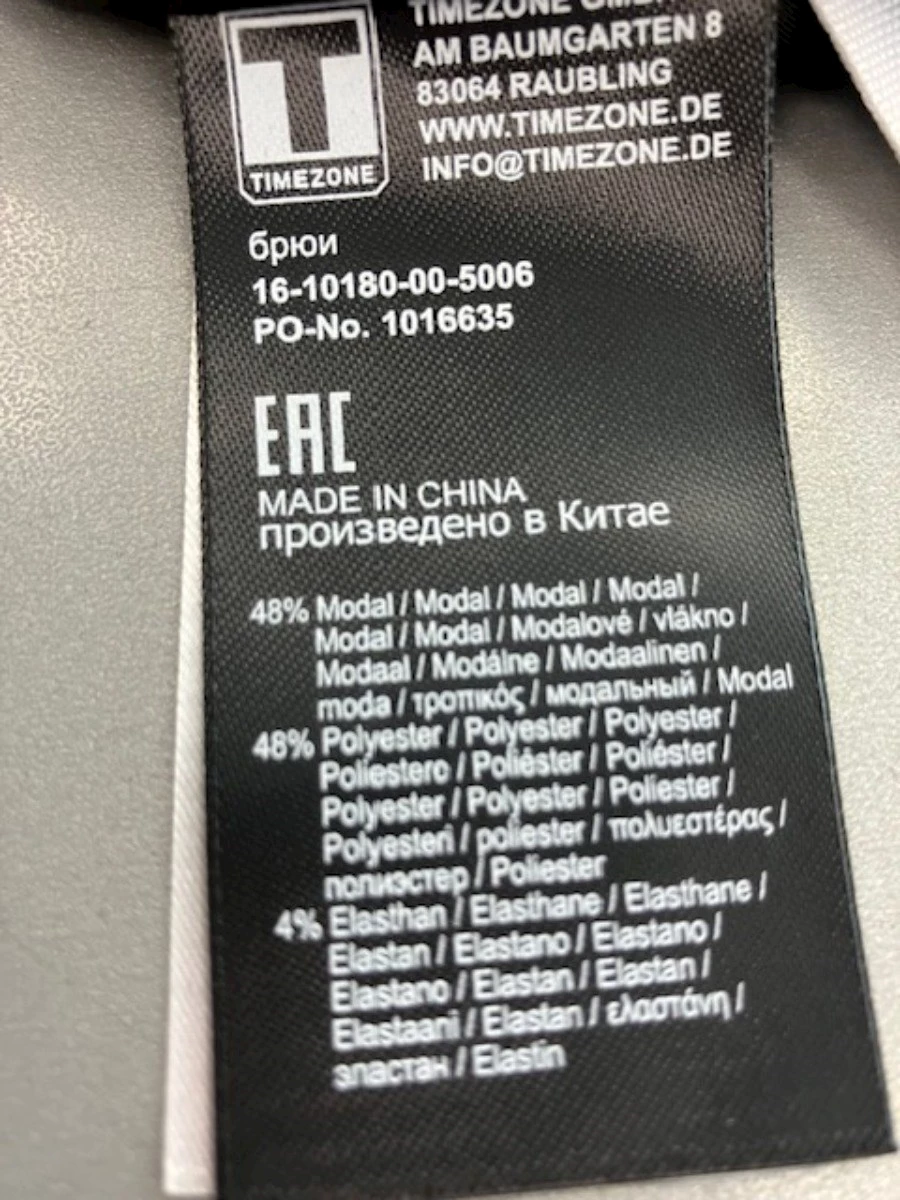 TIMEZONE GMBH
AM BAUMGARTEN 8
83064 RAUBLING
WWW.TIMEZONE.DE
INFO@TIMEZONE.DE
T
TIMEZONE
брюи
16-10180-00-5006
PO-No. 1016635
EAC
MADE IN CHINA
произведено в Китае
48% Modal / Modal / Modal / Modal /
Modal / Modal / Modalové / vlákno /
Modaal / Modálne / Modaalinen /
moda / τροπικός / модальный / Modal
48% Polyester / Polyester / Polyester /
Poliestero / Poliéster / Poliéster /
Polyester / Polyester / Poliester /
Polyesteri / poliester / πολυεστέρας /
полиэстер / Poliester
4% Elasthan / Elasthane / Elasthane /
Elastan / Elastano / Elastano /
Elastano / Elastan / Elastan /
Elastaani / Elastan / ελαστάνη /
эластан / Elastin